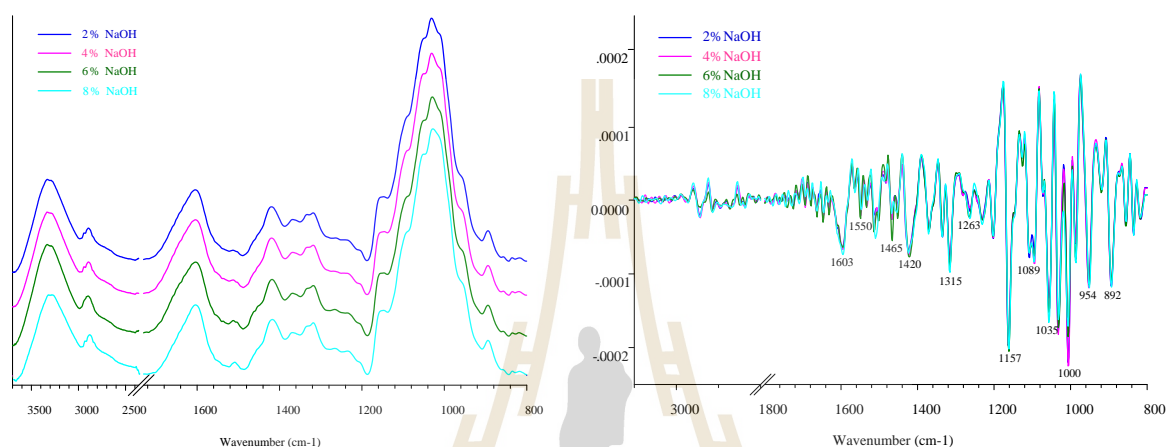 2% NaOH
4% NaOH
6% NaOH
8% NaOH
3500 3000 2500 1600 1400 1200 1000 800
Wavenumber (cm-1)
2% NaOH
4% NaOH
6% NaOH
8% NaOH
.0002
.0001
0.0000
-.0001
-.0002
1603
1550
1465
1420
1315
1263
1157
1089
1035
1000
954
892
3000 1800 1600 1400 1200 1000 800
Wavenumber (cm-1)